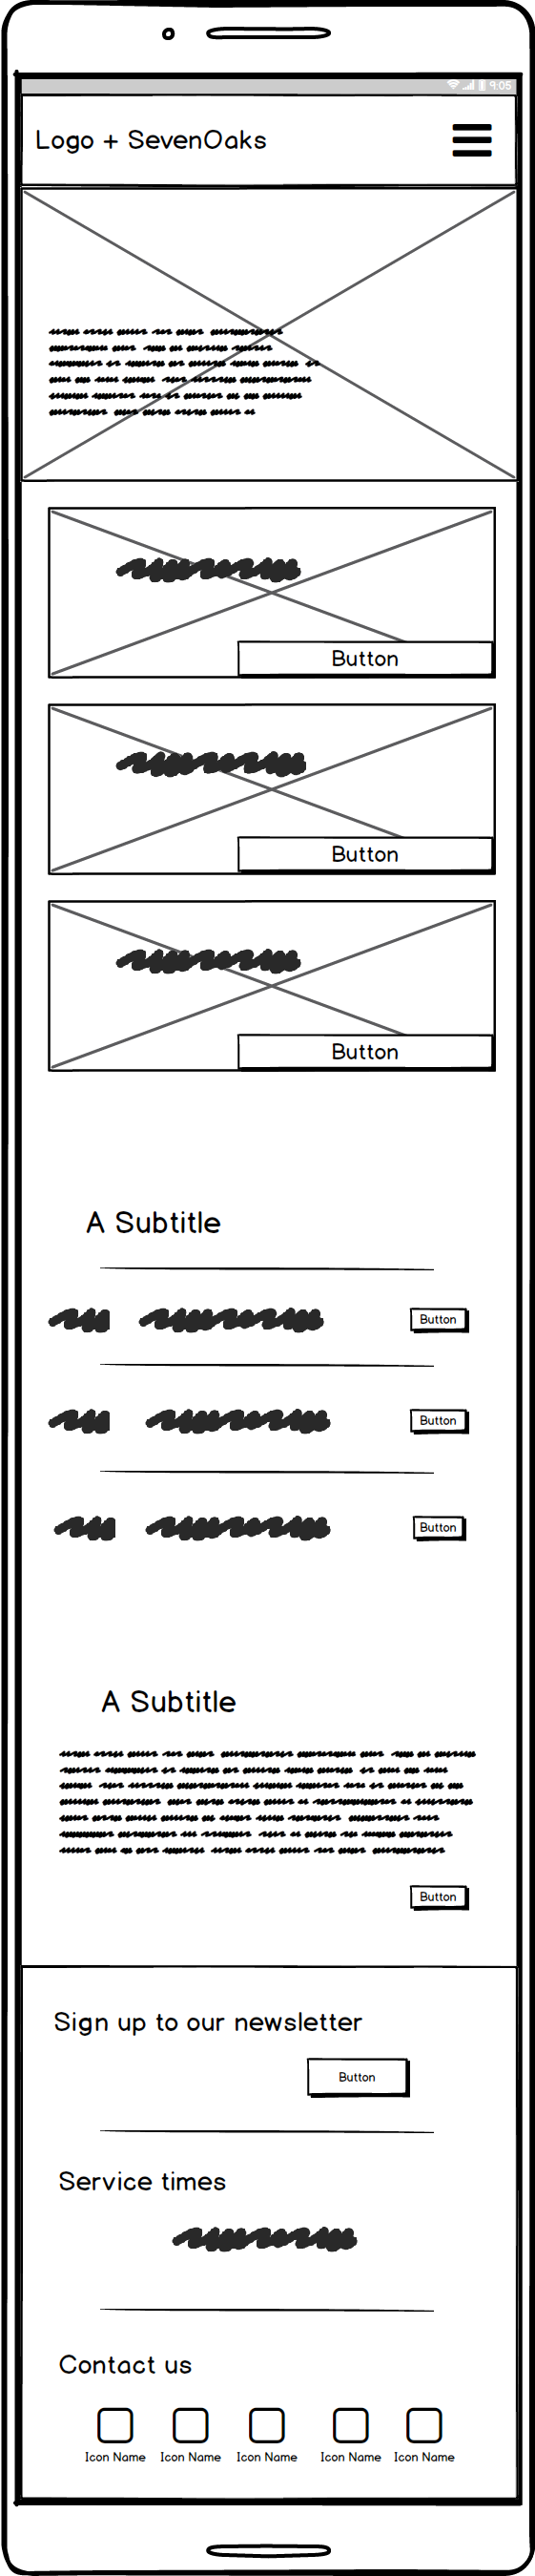 9:05
Logo + SevenOaks
Button
Button
Button
A Subtitle
Button
Button
Button
A Subtitle
Button
Sign up to our newsletter
Button
Service times
Contact us
Icon Name Icon Name Icon Name Icon Name Icon Name